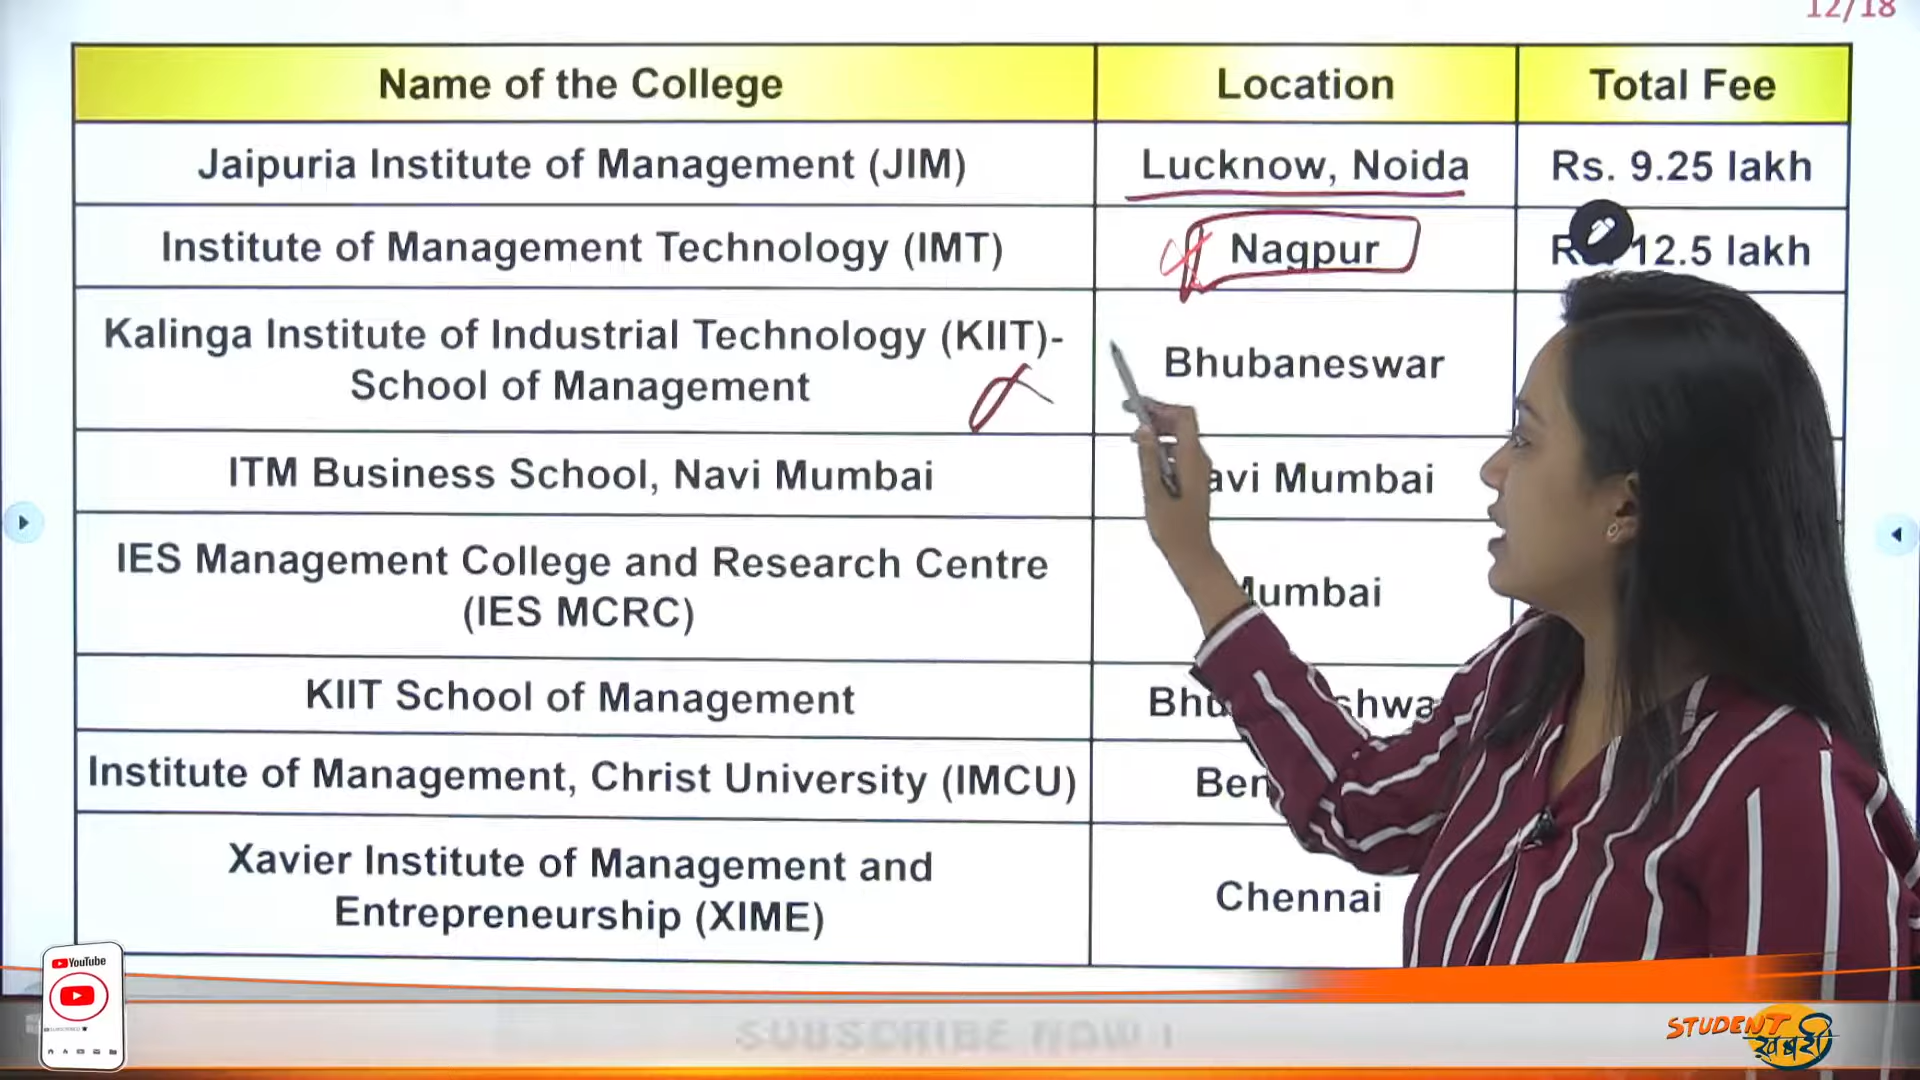 12/18
Name of the College
Location
Total Fee
Jaipuria Institute of Management (JIM)
Lucknow, Noida
Rs. 9.25 lakh
Institute of Management Technology (IMT)
Nagpur
12.5 lakh
Kalinga Institute of Industrial Technology (KIIT)-
School of Management
Bhubaneswar
ITM Business School, Navi Mumbai
Mumbai
IES Management College and Research Centre
(IES MCRC)
KIIT School of Management
Institute of Management, Christ University (IMCU)
Xavier Institute of Management and
Entrepreneurship (XIME)
Chennai
YouTube
SUBSCRIBE NOW !
STUDENT
खबरी